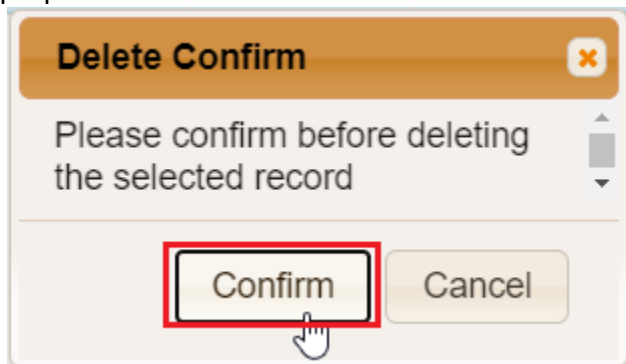 Delete Confirm
Please confirm before deleting
the selected record
Confirm
Cancel